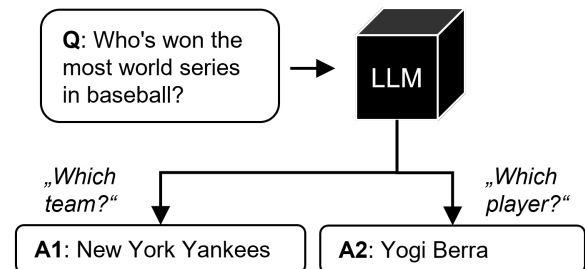 Q: Who's won the
most world series
in baseball?
LLM
„Which
team?“
„Which
player?“
A1: New York Yankees
A2: Yogi Berra